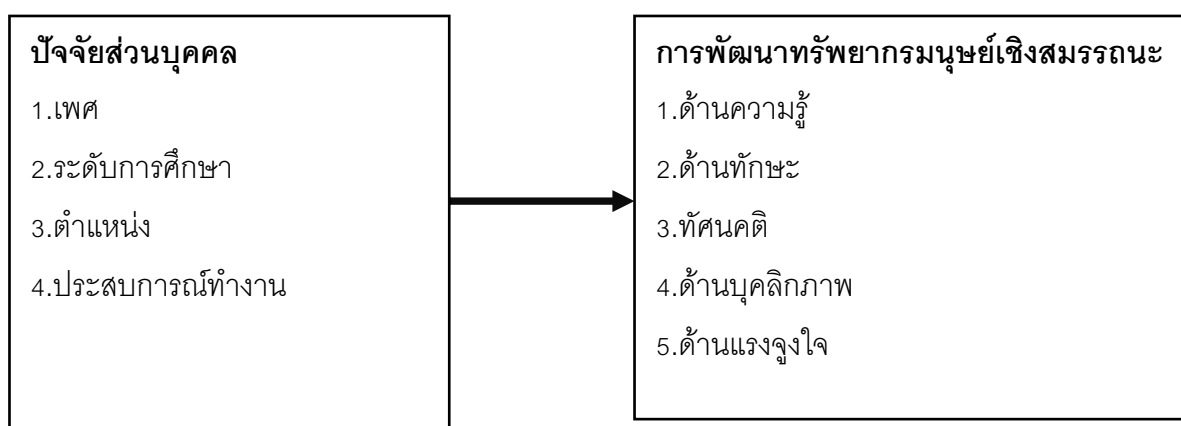 ปัจจัยส่วนบุคคล
1.เพศ
2.ระดับการศึกษา
3.ตำแหน่ง
4.ประสบการณ์ทำงาน
การพัฒนาทรัพยากรมนุษย์เชิงสมรรถนะ
1.ด้านความรู้
2.ด้านทักษะ
3.ทัศนคติ
4.ด้านบุคลิกภาพ
5.ด้านแรงจูงใจ